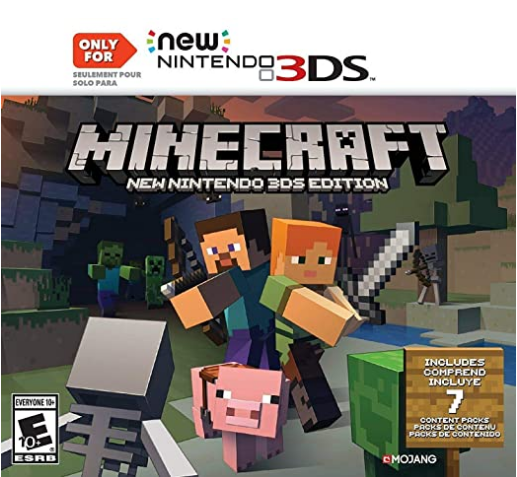 ONLY
FOR
SEULEMENT POUR
SOLO PARA
new
NINTENDO 3DS™
MINECRAFT
NEW NINTENDO 3DS EDITION
INCLUDES
COMPREND
INCLUYE
7
CONTENT PACKS
PACKS DE CONTENU
PACKS DE CONTENIDO
EVERYONE 10+
E
10+
ESRB
MOJANG